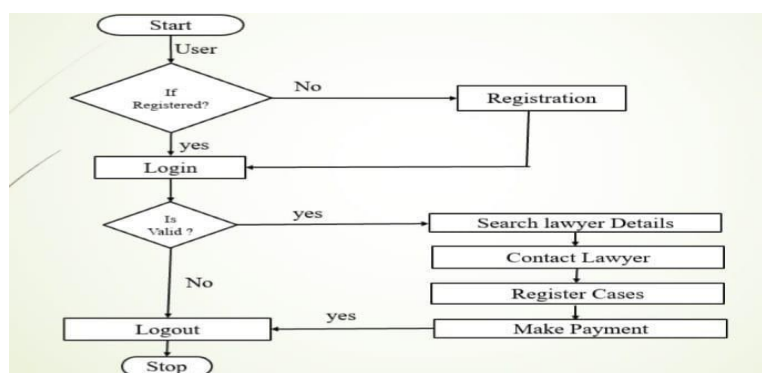 Start
User
If
Registered?
No
Registration
yes
Login
Is
Valid ?
yes
Search lawyer Details
Contact Lawyer
No
Register Cases
Logout
yes
Make Payment
Stop